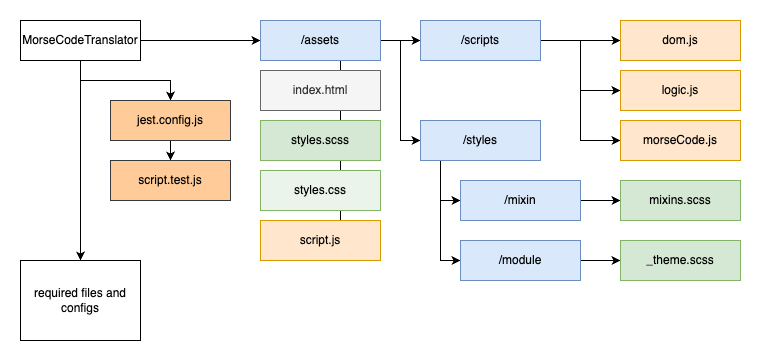 MorseCodeTranslator
/assets
/scripts
dom.js
index.html
logic.js
jest.config.js
styles.scss
/styles
morseCode.js
script.test.js
styles.css
/mixin
mixins.scss
script.js
/module
_theme.scss
required files and
configs